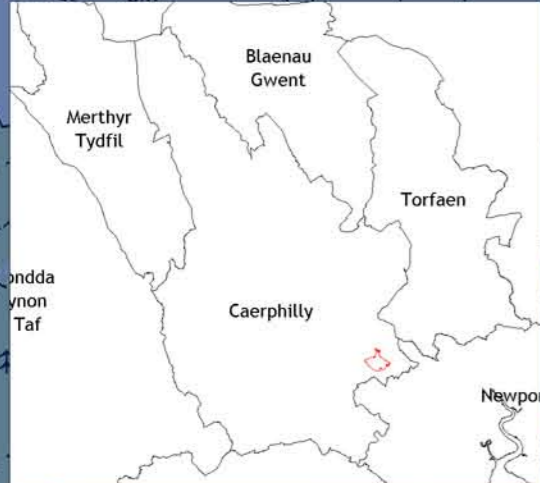 Blaenau
Gwent
Merthyr
Tydfil
Torfaen
ondda
ynon
Taf
Caerphilly
Newpor